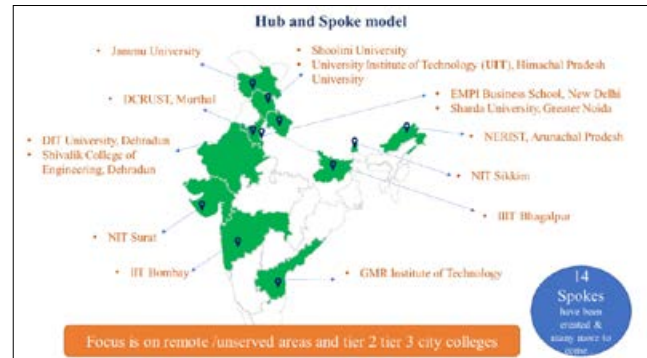 Hub and Spoke model
• Jammu University
• Shoolini University
• University Institute of Technology (UIT), Himachal Pradesh
University
DCRUST, Murthal
• EMPI Business School, New Delhi
• Sharda University, Greater Noida
• DIT University, Dehradun
• Shivalik College of
Engineering, Dehradun
• NERIST, Arunachal Pradesh
• NIT Sikkim
• IIIT Bhagalpur
• NIT Surat
• IIT Bombay
• GMR Institute of Technology
14
Spokes
have been
created &
many more to
come
Focus is on remote /unserved areas and tier 2 tier 3 city colleges